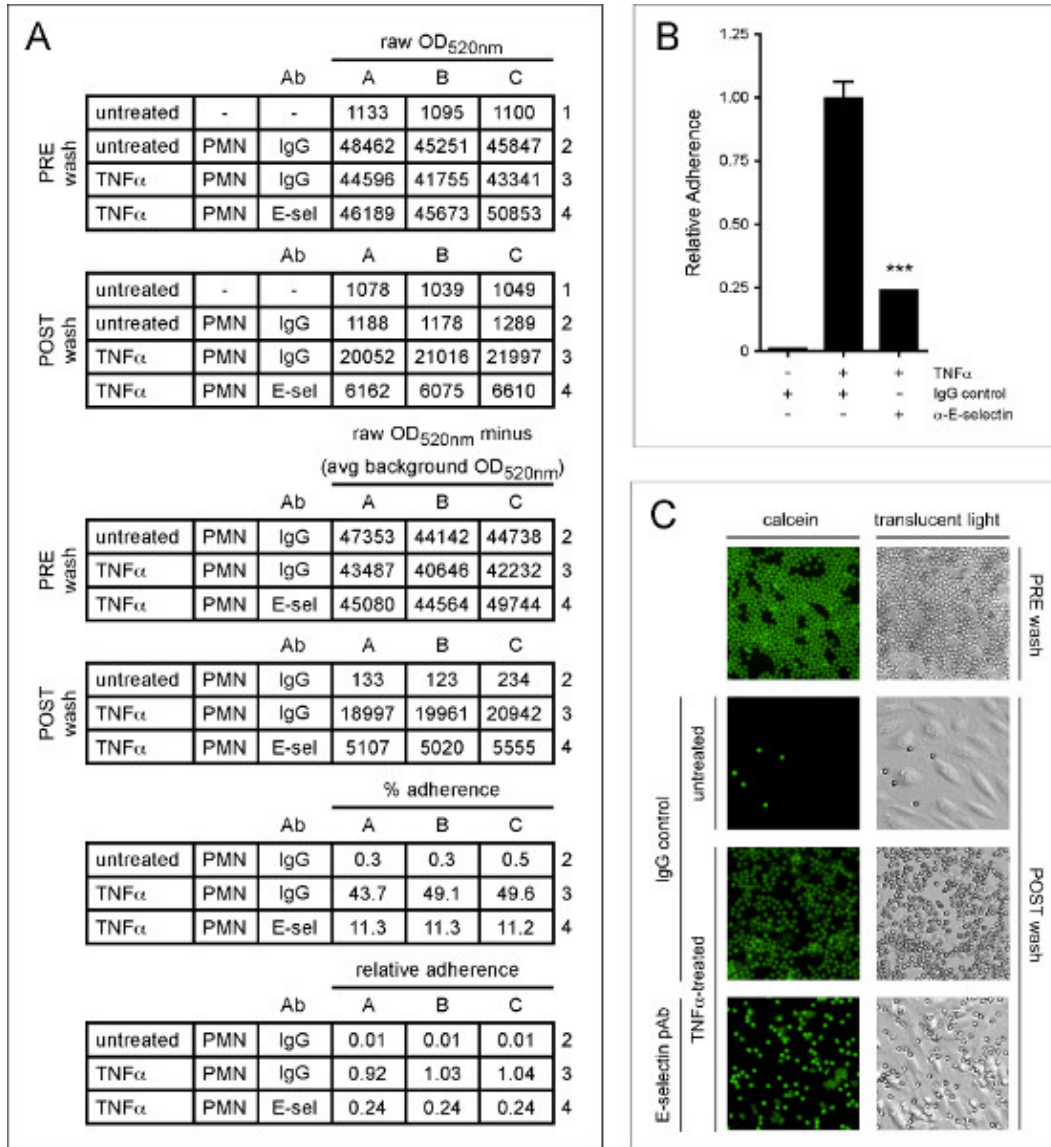 A
raw OD520nm
Ab A B C
PRE wash
untreated - - 1133 1095 1100 1
untreated PMN IgG 48462 45251 45847 2
TNFα PMN IgG 44596 41755 43341 3
TNFα PMN E-sel 46189 45673 50853 4
Ab A B C
POST wash
untreated - - 1078 1039 1049 1
untreated PMN IgG 1188 1178 1289 2
TNFα PMN IgG 20052 21016 21997 3
TNFα PMN E-sel 6162 6075 6610 4
raw OD520nm minus
(avg background OD520nm)
Ab A B C
PRE wash
untreated PMN IgG 47353 44142 44738 2
TNFα PMN IgG 43487 40646 42232 3
TNFα PMN E-sel 45080 44564 49744 4
Ab A B C
POST wash
untreated PMN IgG 133 123 234 2
TNFα PMN IgG 18997 19961 20942 3
TNFα PMN E-sel 5107 5020 5555 4
% adherence
Ab A B C
untreated PMN IgG 0.3 0.3 0.5 2
TNFα PMN IgG 43.7 49.1 49.6 3
TNFα PMN E-sel 11.3 11.3 11.2 4
relative adherence
Ab A B C
untreated PMN IgG 0.01 0.01 0.01 2
TNFα PMN IgG 0.92 1.03 1.04 3
TNFα PMN E-sel 0.24 0.24 0.24 4
B
Relative Adherence
1.25
1.00
0.75
0.50
0.25
0
***
- + + TNFα
+ + - IgG control
- - + α-E-selectin
C
calcein translucent light
PRE wash
POST wash
IgG control
untreated
TNFα-treated
E-selectin pAb